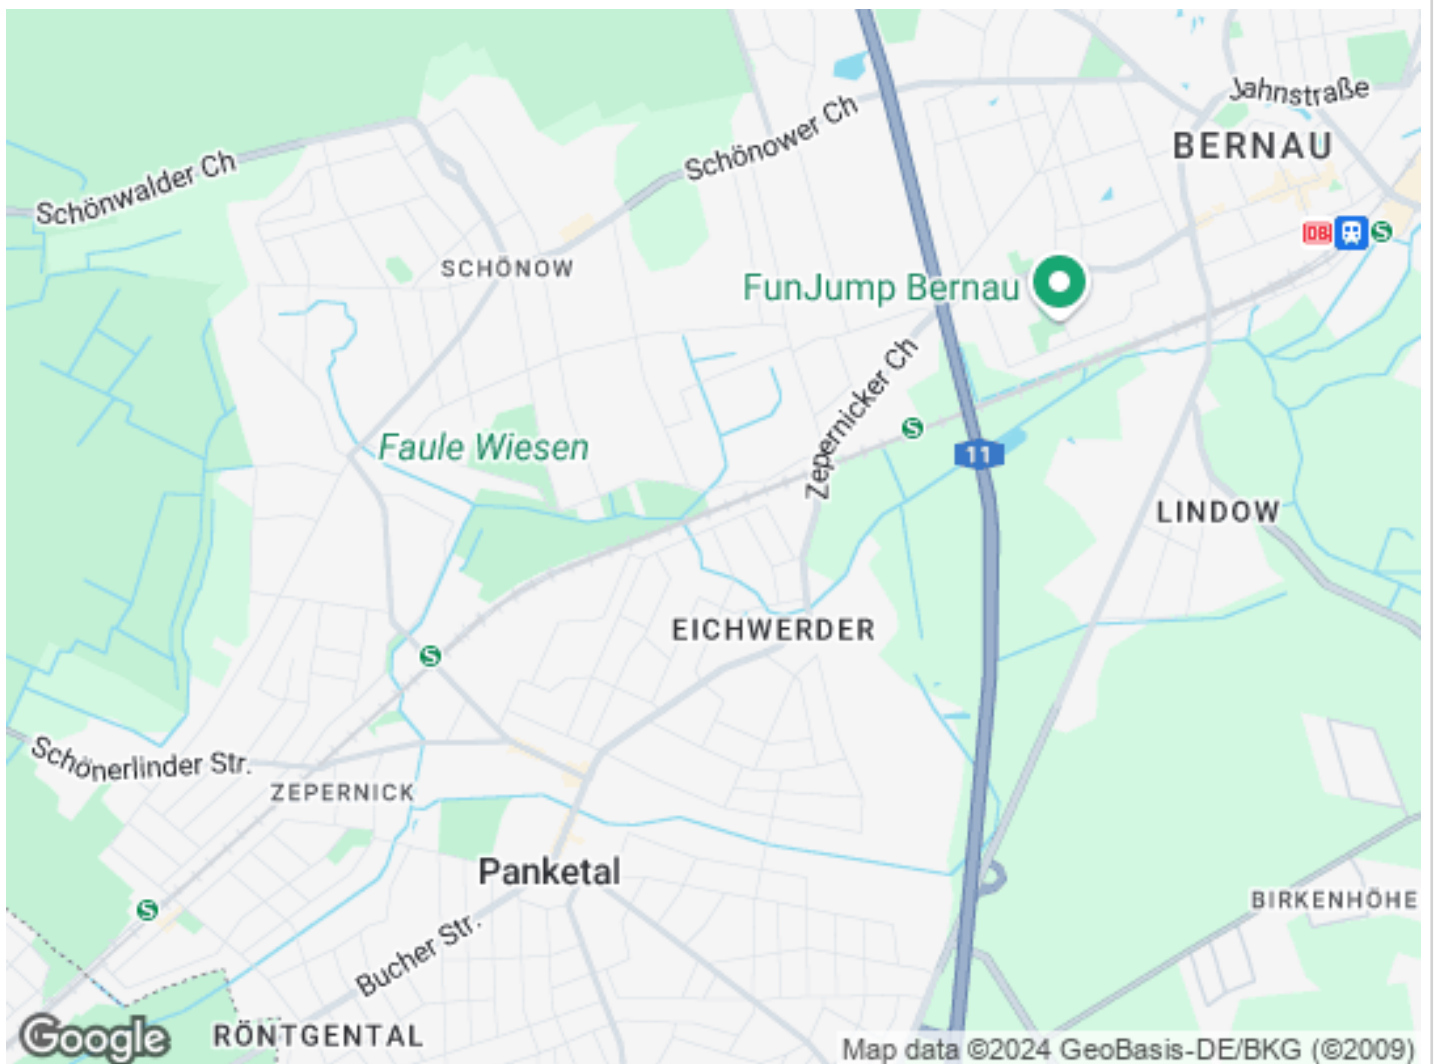 Jahnstraße
BERNAU
Schönower Ch
Schönwalder Ch
DB
S
SCHÖNOW
FunJump Bernau
Zepernicker Ch
S
Faule Wiesen
11
LINDOW
EICHWERDER
S
Schönerlinder Str.
ZEPERNICK
Panketal
BIRKENHÖHE
S
Bucher Str.
RÖNTGENTAL
Google
Map data ©2024 GeoBasis-DE/BKG (©2009)